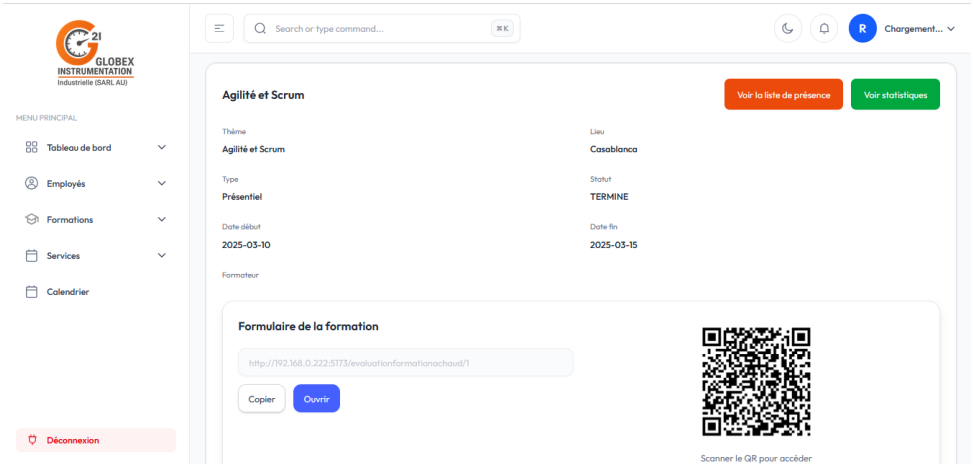 21
GLOBEX
INSTRUMENTATION
Industrielle (SARL AU)
MENU PRINCIPAL
Tableau de bord
Employés
Formations
Services
Calendrier
Déconnexion
Search or type command...
⌘ K
R
Chargement...
Agilité et Scrum
Voir la liste de présence
Voir statistiques
Thème
Agilité et Scrum
Lieu
Casablanca
Type
Présentiel
Statut
TERMINE
Date début
2025-03-10
Date fin
2025-03-15
Formateur
Formulaire de la formation
http://192.168.0.222:5173/evaluationformationachaud/1
Copier
Ouvrir
Scanner le QR pour accéder